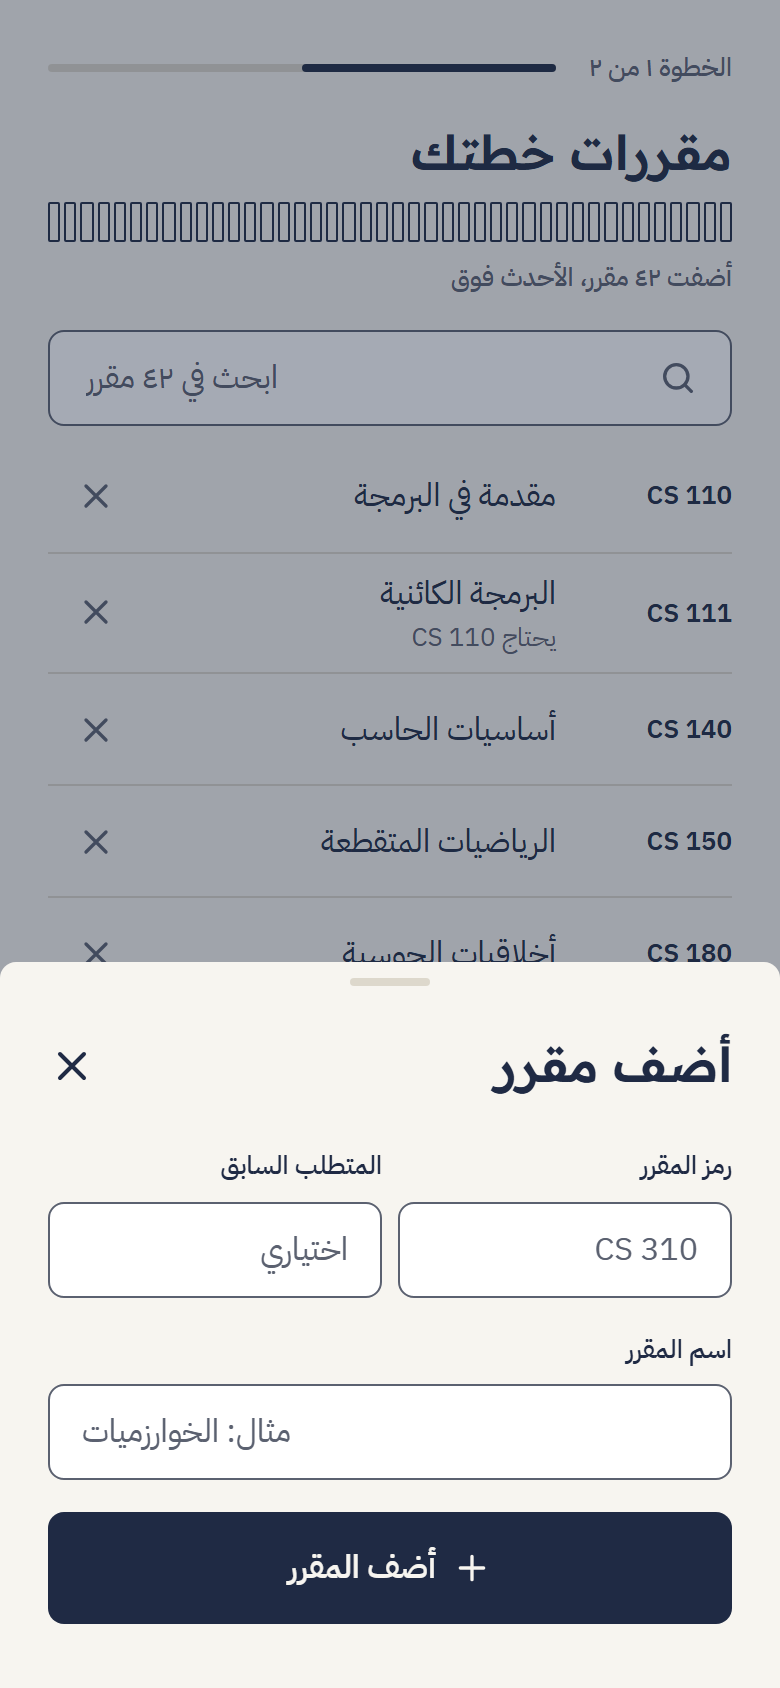 الخطوة ١ من ٢
مقررات خطتك
أضفت ٤٢ مقرر، الأحدث فوق
ابحث في ٤٢ مقرر
CS 110 مقدمة في البرمجة
CS 111 البرمجة الكائنية
يحتاج CS 110
CS 140 أساسيات الحاسب
CS 150 الرياضيات المتقطعة
CS 180 أخلاقيات الحوسبة
أضف مقرر
رمز المقرر
المتطلب السابق
CS 310
اختياري
اسم المقرر
مثال: الخوارزميات
أضف المقرر